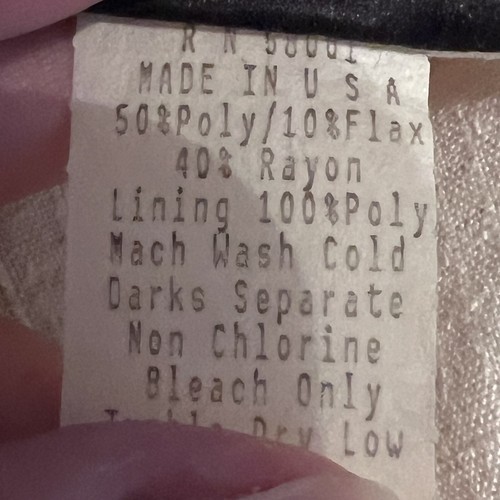 R N
MADE IN U S A
50%Poly/10%Flax
40% Rayon
Lining 100%Poly
Mach Wash Cold
Darks Separate
Non Chlorine
Bleach Only
Dry Low